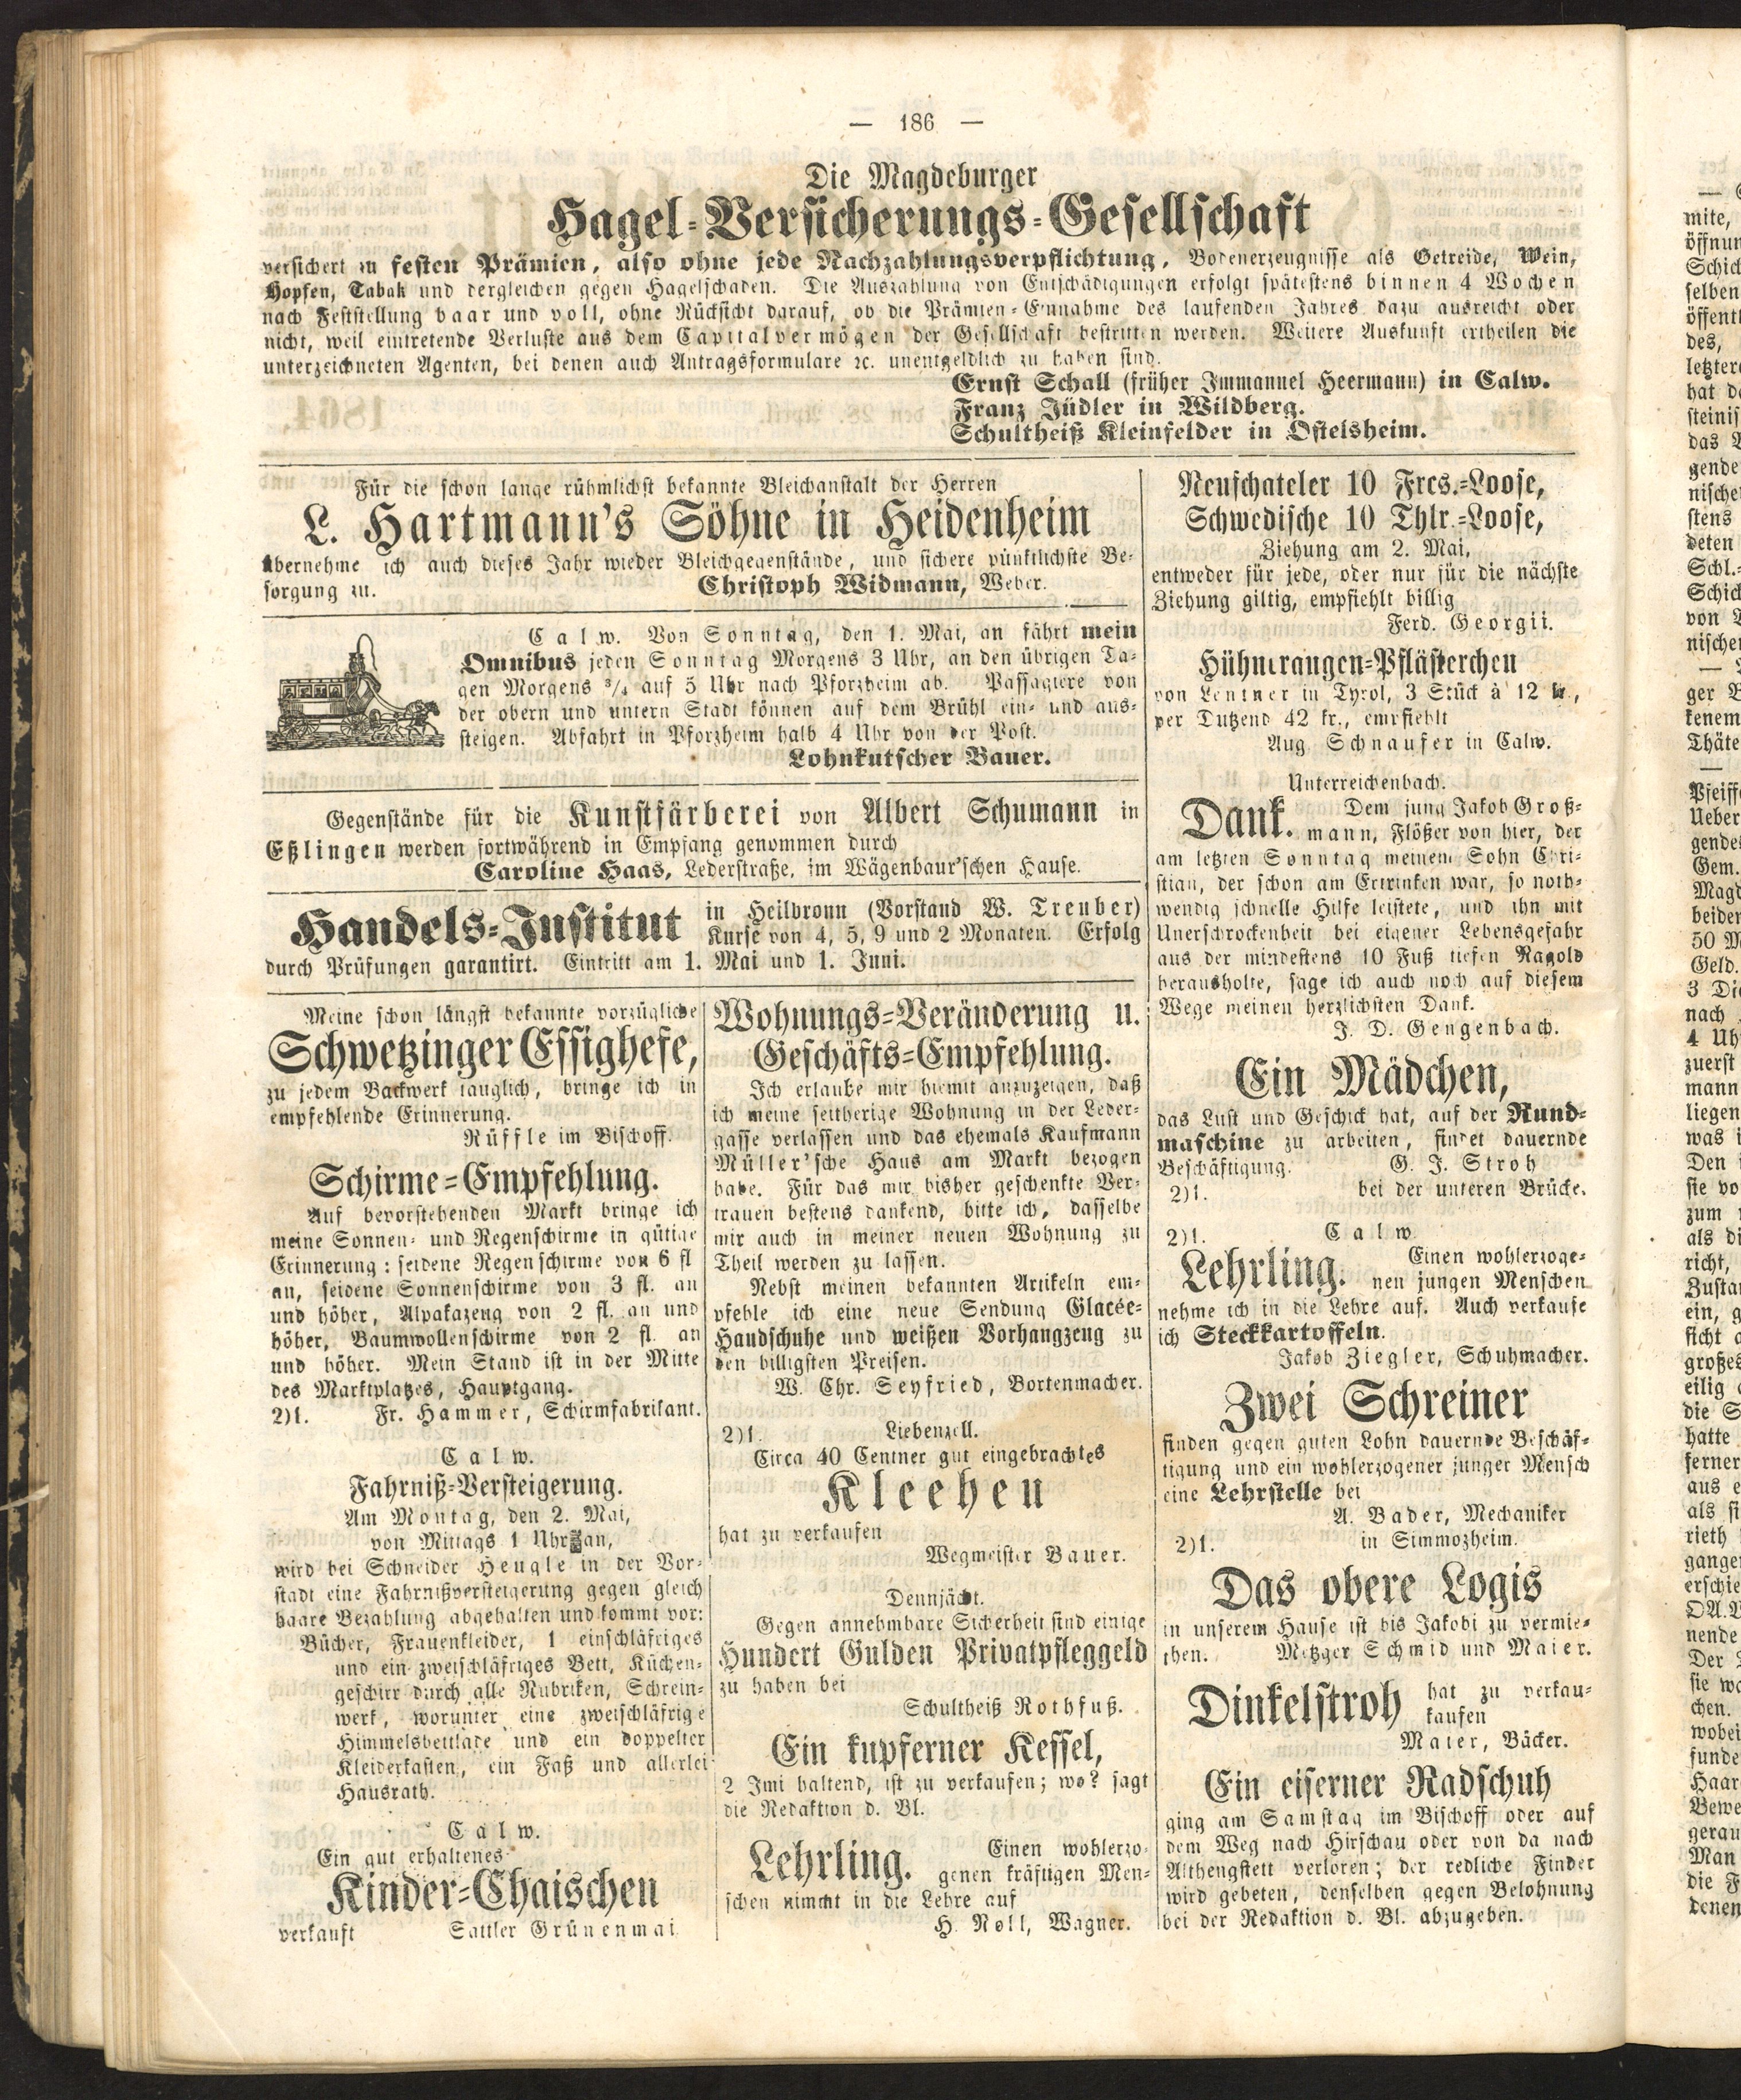 — 186 —
Die Magdeburger
Hagel-Versicherungs-Gesellschaft
versichert zu festen Prämien, also ohne jede Nachzahlungsverpflichtung, Bodenerzeugnisse als Getreide, Wein,
Hopfen, Tabak und dergleichen gegen Hagelschaden. Die Auszahlung von Entschädigungen erfolgt spätestens binnen 4 Wochen
nach Feststellung baar und voll, ohne Rücksicht darauf, ob die Prämien-Einnahme des laufenden Jahres dazu ausreicht oder
nicht, weil eintretende Verluste aus dem Capitalvermögen der Gesellschaft bestritten werden. Weitere Auskunft ertheilen die
unterzeichneten Agenten, bei denen auch Antragsformulare ꝛc. unentgeldlich zu haben sind.
Ernst Schall (früher Immanuel Heermann) in Calw.
Franz Jüdler in Wildberg.
Schultheiß Kleinfelder in Ostelsheim.
Für die schon lange rühmlichst bekannte Bleichanstalt der Herren
L. Hartmann's Söhne in Heidenheim
übernehme ich auch dieses Jahr wieder Bleichgegenstände, und sichere pünktlichste Be-
sorgung zu.
Christoph Widmann, Weber.
Calw. Von Sonntag, den 1. Mai, an fährt mein
Omnibus jeden Sonntag Morgens 3 Uhr, an den übrigen Ta-
gen Morgens ¾ auf 5 Uhr nach Pforzheim ab. Passagiere von
der obern und untern Stadt können auf dem Brühl ein- und aus-
steigen. Abfahrt in Pforzheim halb 4 Uhr von der Post.
Lohnkutscher Bauer.
Gegenstände für die Kunstfärberei von Albert Schumann in
Eßlingen werden fortwährend in Empfang genommen durch
Caroline Haas, Lederstraße, im Wägenbaur'schen Hause.
Handels-Institut in Heilbronn (Vorstand W. Treuber)
Kurse von 4, 5, 9 und 2 Monaten. Erfolg
durch Prüfungen garantirt. Eintritt am 1. Mai und 1. Juni.
Meine schon längst bekannte vorzügliche
Schwetzinger Essighefe,
zu jedem Backwerk tauglich, bringe ich in
empfehlende Erinnerung.
Rüffle im Bischoff.
Schirme-Empfehlung.
Auf bevorstehenden Markt bringe ich
meine Sonnen- und Regenschirme in gütige
Erinnerung: seidene Regenschirme von 6 fl
an, seidene Sonnenschirme von 3 fl. an
und höher, Alpakazeug von 2 fl. an und
höher, Baumwollenschirme von 2 fl. an
und höher. Mein Stand ist in der Mitte
des Marktplatzes, Hauptgang.
2)1. Fr. Hammer, Schirmfabrikant.
Calw.
Fahrniß-Versteigerung.
Am Montag, den 2. Mai,
von Mittags 1 Uhr an,
wird bei Schneider Heugle in der Vor-
stadt eine Fahrnißversteigerung gegen gleich
baare Bezahlung abgehalten und kommt vor:
Bücher, Frauenkleider, 1 einschläfriges
und ein zweischläfriges Bett, Küchen-
geschirr durch alle Rubriken, Schrein-
werk, worunter eine zweischläfrige
Himmelsbettlade und ein doppelter
Kleiderkasten, ein Faß und allerlei
Hausrath.
Calw.
Ein gut erhaltenes
Kinder-Chaischen
verkauft Sattler Grünenmai
Wohnungs-Veränderung u.
Geschäfts-Empfehlung.
Ich erlaube mir hiemit anzuzeigen, daß
ich meine seitherige Wohnung in der Leder-
gasse verlassen und das ehemals Kaufmann
Müller'sche Haus am Markt bezogen
habe. Für das mir bisher geschenkte Ver-
trauen bestens dankend, bitte ich, dasselbe
mir auch in meiner neuen Wohnung zu
Theil werden zu lassen.
Nebst meinen bekannten Artikeln em-
pfehle ich eine neue Sendung Glacée-
Handschuhe und weißen Vorhangzeug zu
den billigsten Preisen.
W. Chr. Seyfried, Bortenmacher.
2)1. Liebenzell.
Circa 40 Centner gut eingebrachtes
Kleeheu
hat zu verkaufen
Wegmeister Bauer.
Dennjächt.
Gegen annehmbare Sicherheit sind einige
Hundert Gulden Privatpfleggeld
zu haben bei
Schultheiß Rothfuß.
Ein kupferner Kessel,
2 Imi haltend, ist zu verkaufen; wo? sagt
die Redaktion d. Bl.
Lehrling. Einen wohlerzo-
genen kräftigen Men-
schen nimmt in die Lehre auf
H. Noll, Wagner.
Neuschateler 10 Frcs.-Loose,
Schwedische 10 Thlr.-Loose,
Ziehung am 2. Mai,
entweder für jede, oder nur für die nächste
Ziehung giltig, empfiehlt billig
Ferd. Georgii.
Hühneraugen-Pflästerchen
von Lentner in Tyrol, 3 Stück à 12 kr.,
per Dutzend 42 kr., empfiehlt
Aug. Schnaufer in Calw.
Unterreichenbach.
Dank. Dem jung Jakob Groß-
mann, Flößer von hier, der
am letzten Sonntag meinem Sohn Chri-
stian, der schon am Ertrinken war, so noth-
wendig schnelle Hilfe leistete, und ihn mit
Unerschrockenheit bei eigener Lebensgefahr
aus der mindestens 10 Fuß tiefen Nagold
herausholte, sage ich auch noch auf diesem
Wege meinen herzlichsten Dank.
J. D. Gengenbach.
Ein Mädchen,
das Lust und Geschick hat, auf der Rund-
maschine zu arbeiten, findet dauernde
Beschäftigung. G. J. Stroh
2)1. bei der unteren Brücke.
2)1. Calw
Lehrling. Einen wohlerzoge-
nen jungen Menschen
nehme ich in die Lehre auf. Auch verkaufe
ich Steckkartoffeln.
Jakob Ziegler, Schuhmacher.
Zwei Schreiner
finden gegen guten Lohn dauernde Beschäf-
tigung und ein wohlerzogener junger Mensch
eine Lehrstelle bei
A. Bader, Mechaniker
2)1. in Simmozheim.
Das obere Logis
in unserem Hause ist bis Jakobi zu vermie-
then. Metzger Schmid und Maier.
Dinkelstroh hat zu verkau-
kaufen
Maier, Bäcker.
Ein eiserner Radschuh
ging am Samstag im Bischoff oder auf
dem Weg nach Hirschau oder von da nach
Althengstett verloren; der redliche Finder
wird gebeten, denselben gegen Belohnung
bei der Redaktion d. Bl. abzugeben.